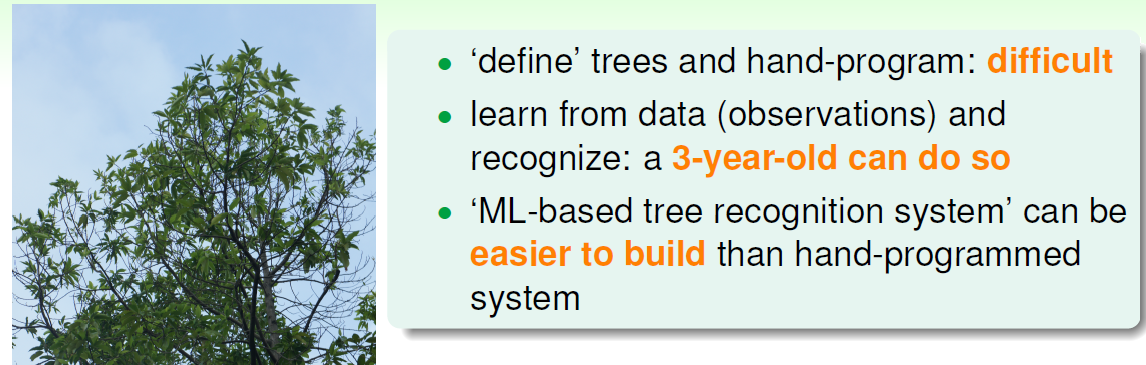 • ‘define’ trees and hand-program: difficult
• learn from data (observations) and
recognize: a 3-year-old can do so
• ‘ML-based tree recognition system’ can be
easier to build than hand-programmed
system